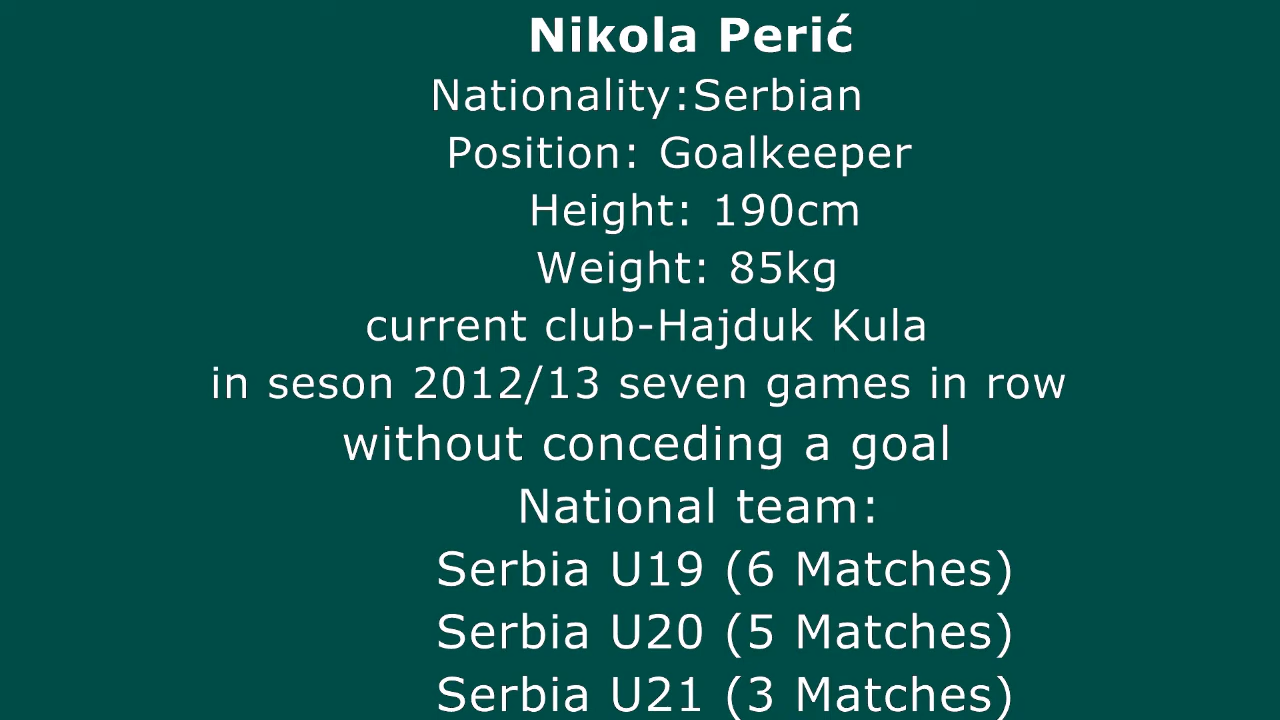 Nikola Perić
Nationality:Serbian
Position: Goalkeeper
Height: 190cm
Weight: 85kg
current club-Hajduk Kula
in seson 2012/13 seven games in row
without conceding a goal
National team:
Serbia U19 (6 Matches)
Serbia U20 (5 Matches)
Serbia U21 (3 Matches)